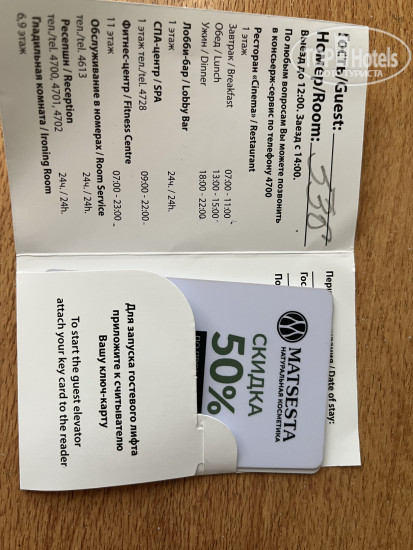 Гость/Guest:
Номер/Room: 
Выезд до 12:00. Заезд с 14:00.
По любым вопросам Вы можете позвонить
в консьерж-сервис по телефону 4700
Ресторан «Cinema» / Restaurant
1 этаж
Завтрак / Breakfast 07:00 - 11:00
Обед / Lunch 13:00 - 15:00
Ужин / Dinner 18:00 - 22:00
Лобби-бар / Lobby Bar
1 этаж 24ч. / 24h.
СПА-центр / SPA
1 этаж тел./tel. 4728 09:00 - 22:00
Фитнес-центр / Fitness Centre
11 этаж 07:00 - 23:00
Обслуживание в номерах / Room Service
тел./tel. 4613 24ч. / 24h.
Ресепшн / Reception
тел./tel. 4700, 4701, 4702 24ч. / 24h.
Гладильная комната / Ironing Room
6, 9 этаж
/ Date of stay:
MATSESTA
НАТУРАЛЬНАЯ КОСМЕТИКА
СКИДКА
50%
Для запуска гостевого лифта
приложите к считывателю
Вашу ключ-карту
To start the guest elevator
attach your key card to the reader